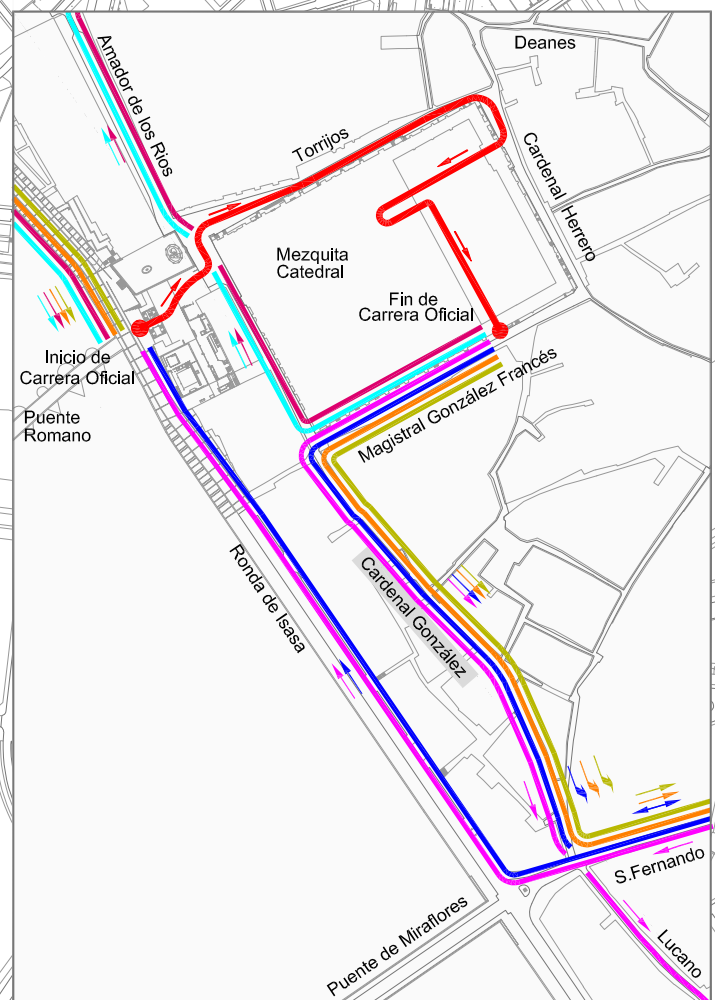 Deanes
Amador de los Rios
Torrijos
Cardenal Herrero
Mezquita
Catedral
Fin de
Carrera Oficial
Inicio de
Carrera Oficial
Puente
Romano
Magistral González Francés
Ronda de Isasa
Cardenal González
S.Fernando
Puente de Miraflores
Lucano